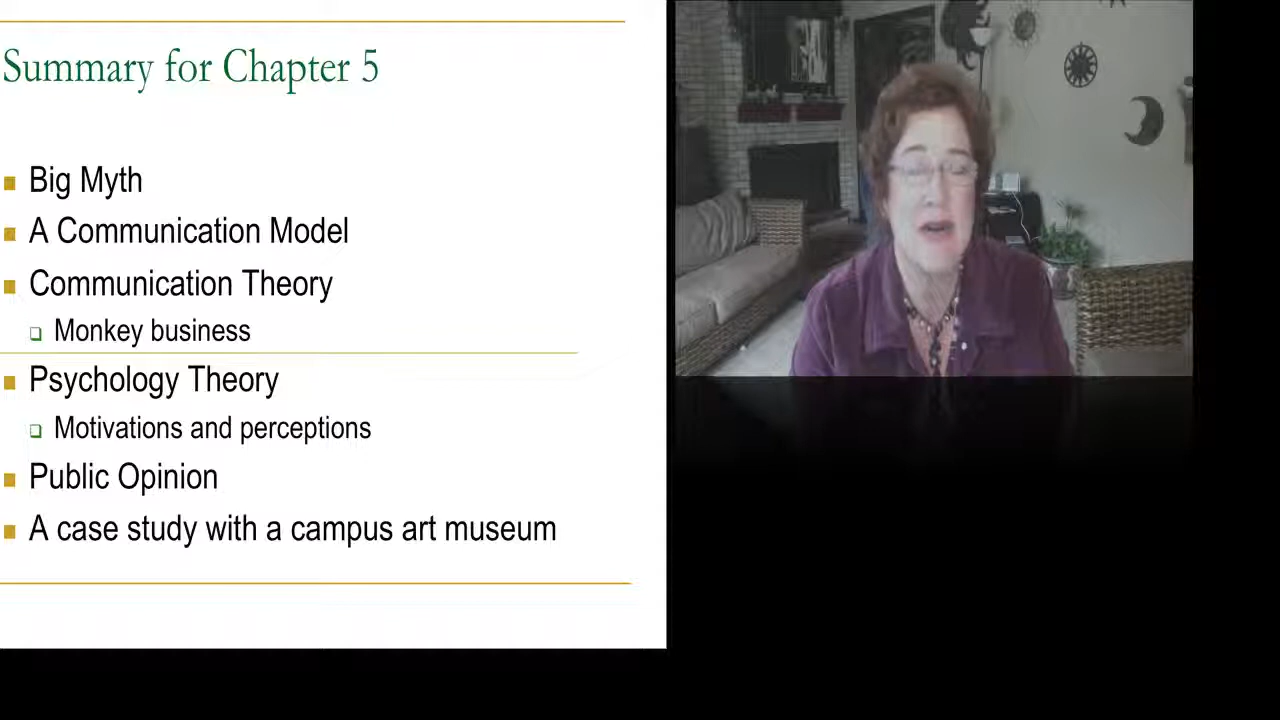 Summary for Chapter 5
Big Myth
A Communication Model
Communication Theory
Monkey business
Psychology Theory
Motivations and perceptions
Public Opinion
A case study with a campus art museum